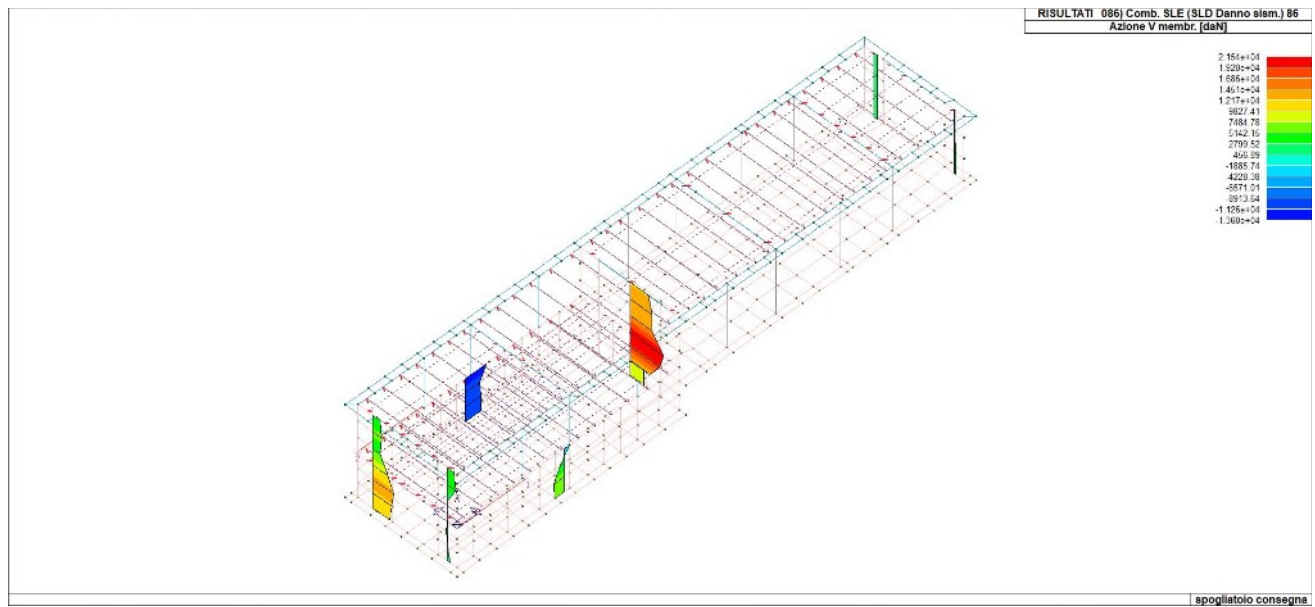 RISULTATI 086) Comb. SLE (SLD Danno sism.) 86
Azione V membr. [daN]
2.154e+04
1.920e+04
1.686e+04
1.451e+04
1.217e+04
9827.41
7484.78
5142.15
2799.52
456.89
-1885.74
-4228.38
-6571.01
-8913.64
-1.126e+04
-1.360e+04
spogliatoio consegna